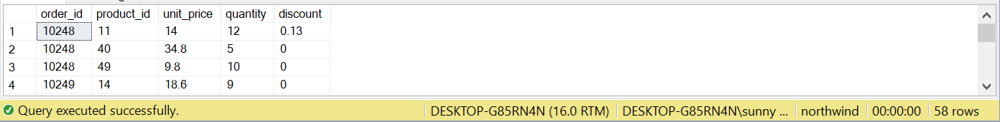 order_id product_id unit_price quantity discount
1 10248 11 14 12 0.13
2 10248 40 34.8 5 0
3 10248 49 9.8 10 0
4 10249 14 18.6 9 0
Query executed successfully. DESKTOP-G85RN4N (16.0 RTM) DESKTOP-G85RN4N\sunny ... northwind 00:00:00 58 rows